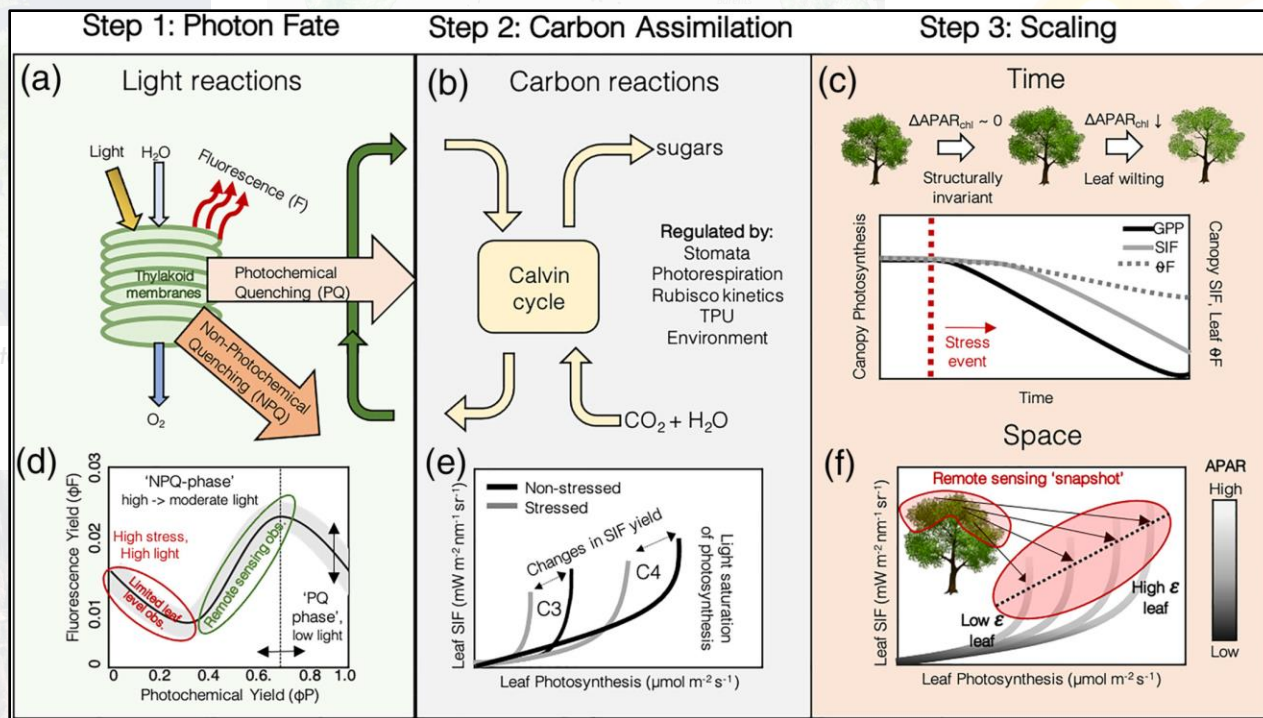 Step 1: Photon Fate
Step 2: Carbon Assimilation
Step 3: Scaling
(a)
Light reactions
Light
H₂O
Fluorescence (F)
Thylakoid
membranes
Photochemical
Quenching (PQ)
Non-Photochemical
Quenching (NPQ)
O₂
(b)
Carbon reactions
sugars
Calvin
cycle
Regulated by:
Stomata
Photorespiration
Rubisco kinetics
TPU
Environment
CO₂ + H₂O
(c)
Time
ΔAPARchl ~ 0
Structurally
invariant
ΔAPARchl ↓
Leaf wilting
Canopy Photosynthesis
GPP
SIF
ϕF
Stress
event
Canopy SIF, Leaf ϕF
Time
(d)
Fluorescence Yield (ϕF)
0.03
0.02
0.01
0
'NPQ-phase'
high -> moderate light
High stress,
High light
Limited leaf
level obs.
Remote sensing obs.
'PQ
phase',
low light
0 0.2 0.4 0.6 0.8 1.0
Photochemical Yield (ϕP)
(e)
Leaf SIF (mW m⁻² nm⁻¹ sr⁻¹)
Non-stressed
Stressed
Changes in SIF yield
C3
C4
Light saturation
of photosynthesis
Leaf Photosynthesis (μmol m⁻² s⁻¹)
Space
(f)
Leaf SIF (mW m⁻² nm⁻¹ sr⁻¹)
Remote sensing 'snapshot'
Low ε
leaf
High ε
leaf
Leaf Photosynthesis (μmol m⁻² s⁻¹)
APAR
High
Low